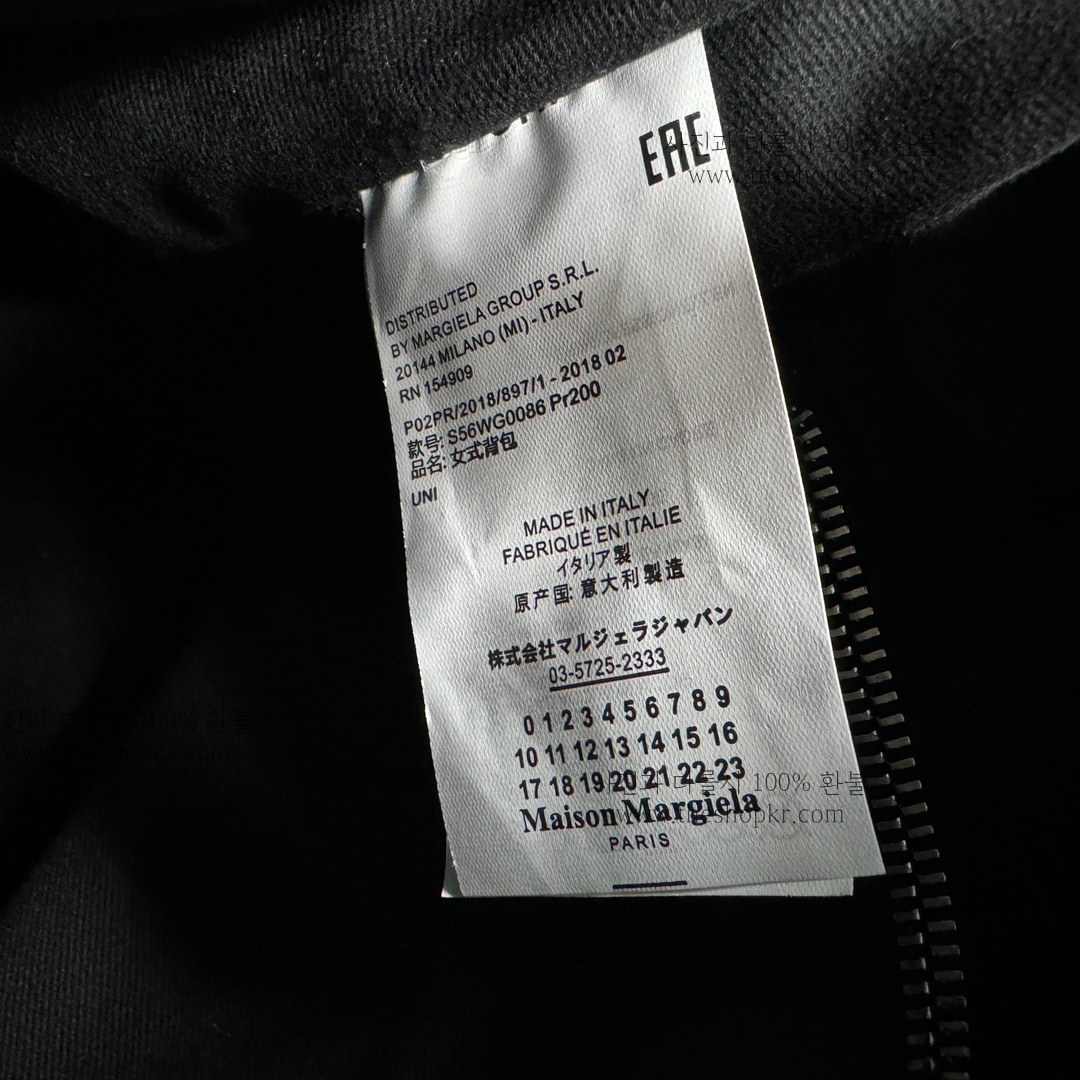 EAC
DISTRIBUTED
BY MARGIELA GROUP S.R.L.
20144 MILANO (MI) - ITALY
RN 154909
P02PR/2018/897/1 - 2018 02
款号: S56WG0086 Pr200
品名: 女式背包
UNI
MADE IN ITALY
FABRIQUÉ EN ITALIE
イタリア製
原产国: 意大利製造
株式会社マルジェラジャパン
03-5725-2333
0 1 2 3 4 5 6 7 8 9
10 11 12 13 14 15 16
17 18 19 20 21 22 23
Maison Margiela
PARIS
100% 환불